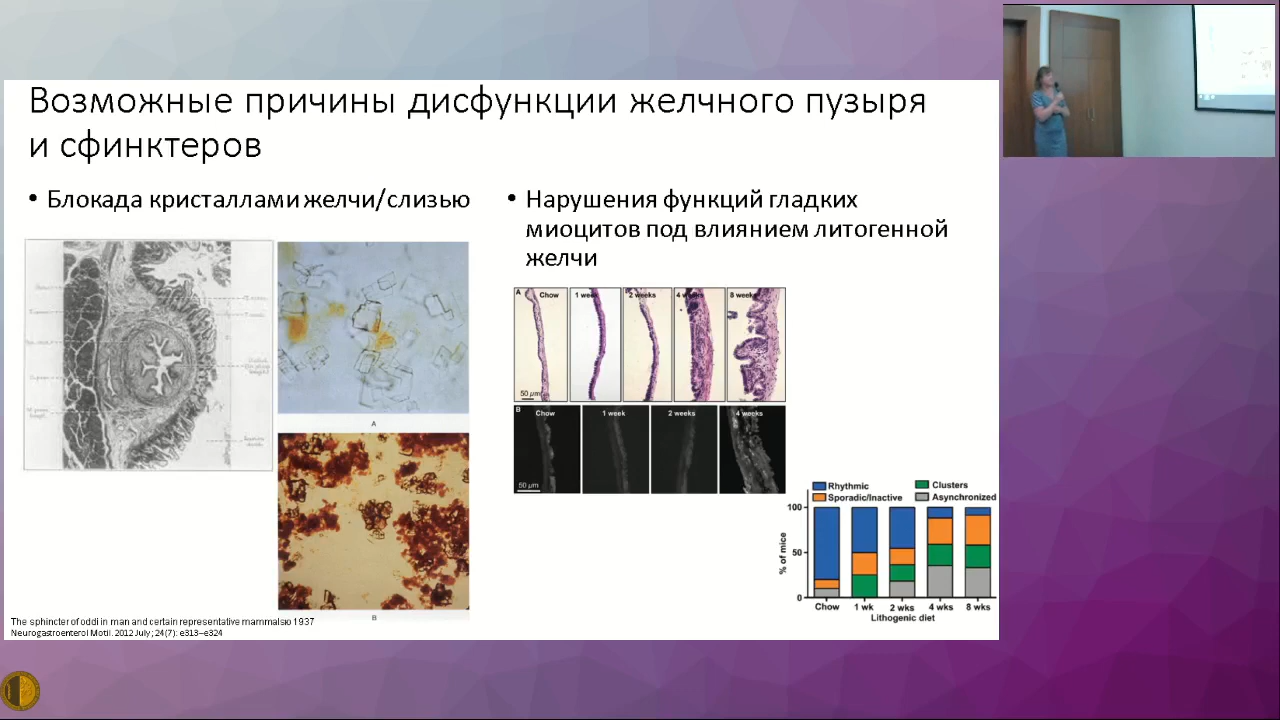 Возможные причины дисфункции желчного пузыря
и сфинктеров
• Блокада кристаллами желчи/слизью
• Нарушения функций гладких
миоцитов под влиянием литогенной
желчи
A
B
A Chow 1 week 2 weeks 4 weeks 8 weeks
50 µm
B Chow 1 week 2 weeks 4 weeks
50 µm
Rhythmic Clusters
Sporadic/Inactive Asynchronized
% of mice
100
50
0
Chow 1 wk 2 wks 4 wks 8 wks
Lithogenic diet
The sphincter of oddi in man and certain representative mammalsю 1937
Neurogastroenterol Motil. 2012 July ; 24(7): e313–e324